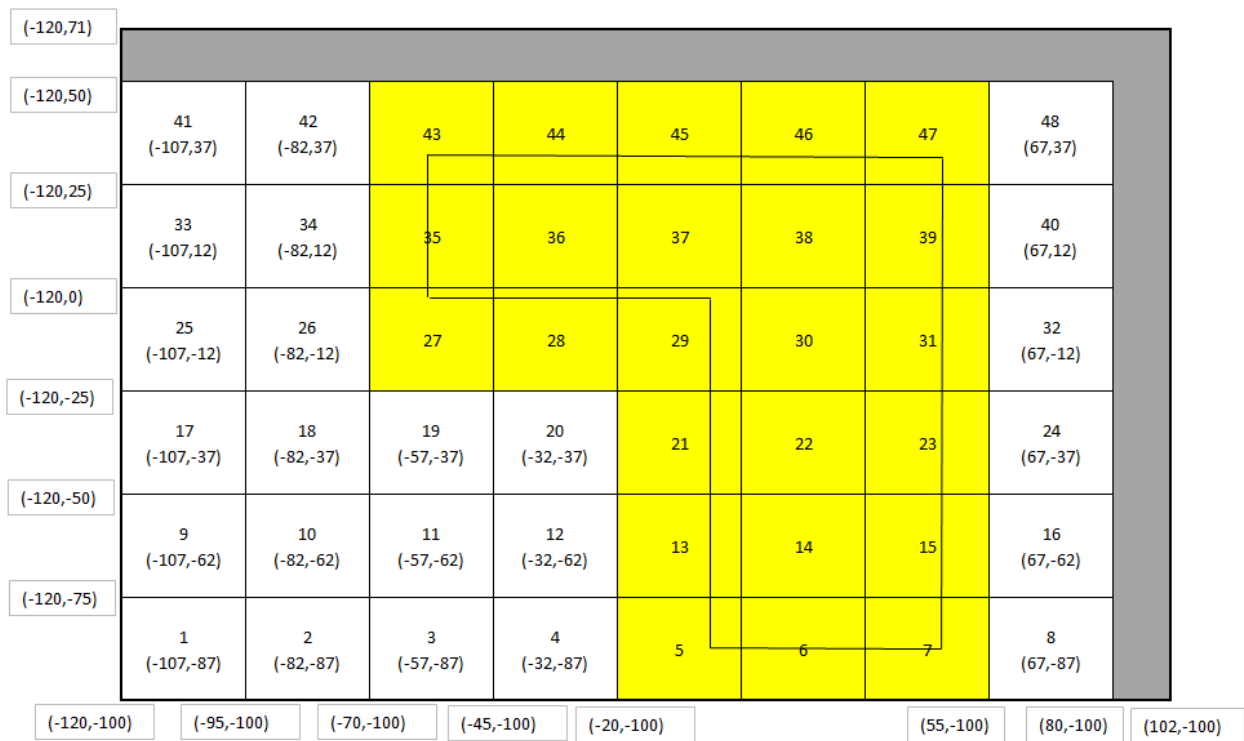 (-120,71)
(-120,50)
41 42 43 44 45 46 47 48
(-107,37) (-82,37) (67,37)
(-120,25)
33 34 35 36 37 38 39 40
(-107,12) (-82,12) (67,12)
(-120,0)
25 26 27 28 29 30 31 32
(-107,-12) (-82,-12) (67,-12)
(-120,-25)
17 18 19 20 21 22 23 24
(-107,-37) (-82,-37) (-57,-37) (-32,-37) (67,-37)
(-120,-50)
9 10 11 12 13 14 15 16
(-107,-62) (-82,-62) (-57,-62) (-32,-62) (67,-62)
(-120,-75)
1 2 3 4 5 6 7 8
(-107,-87) (-82,-87) (-57,-87) (-32,-87) (67,-87)
(-120,-100) (-95,-100) (-70,-100) (-45,-100) (-20,-100) (55,-100) (80,-100) (102,-100)